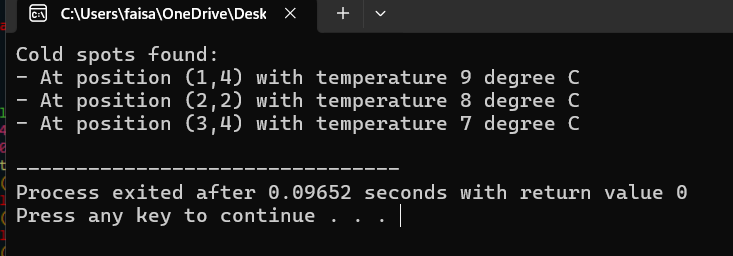 C:\Users\faisa\OneDrive\Desk
Cold spots found:
- At position (1,4) with temperature 9 degree C
- At position (2,2) with temperature 8 degree C
- At position (3,4) with temperature 7 degree C
--------------------------------
Process exited after 0.09652 seconds with return value 0
Press any key to continue . . .